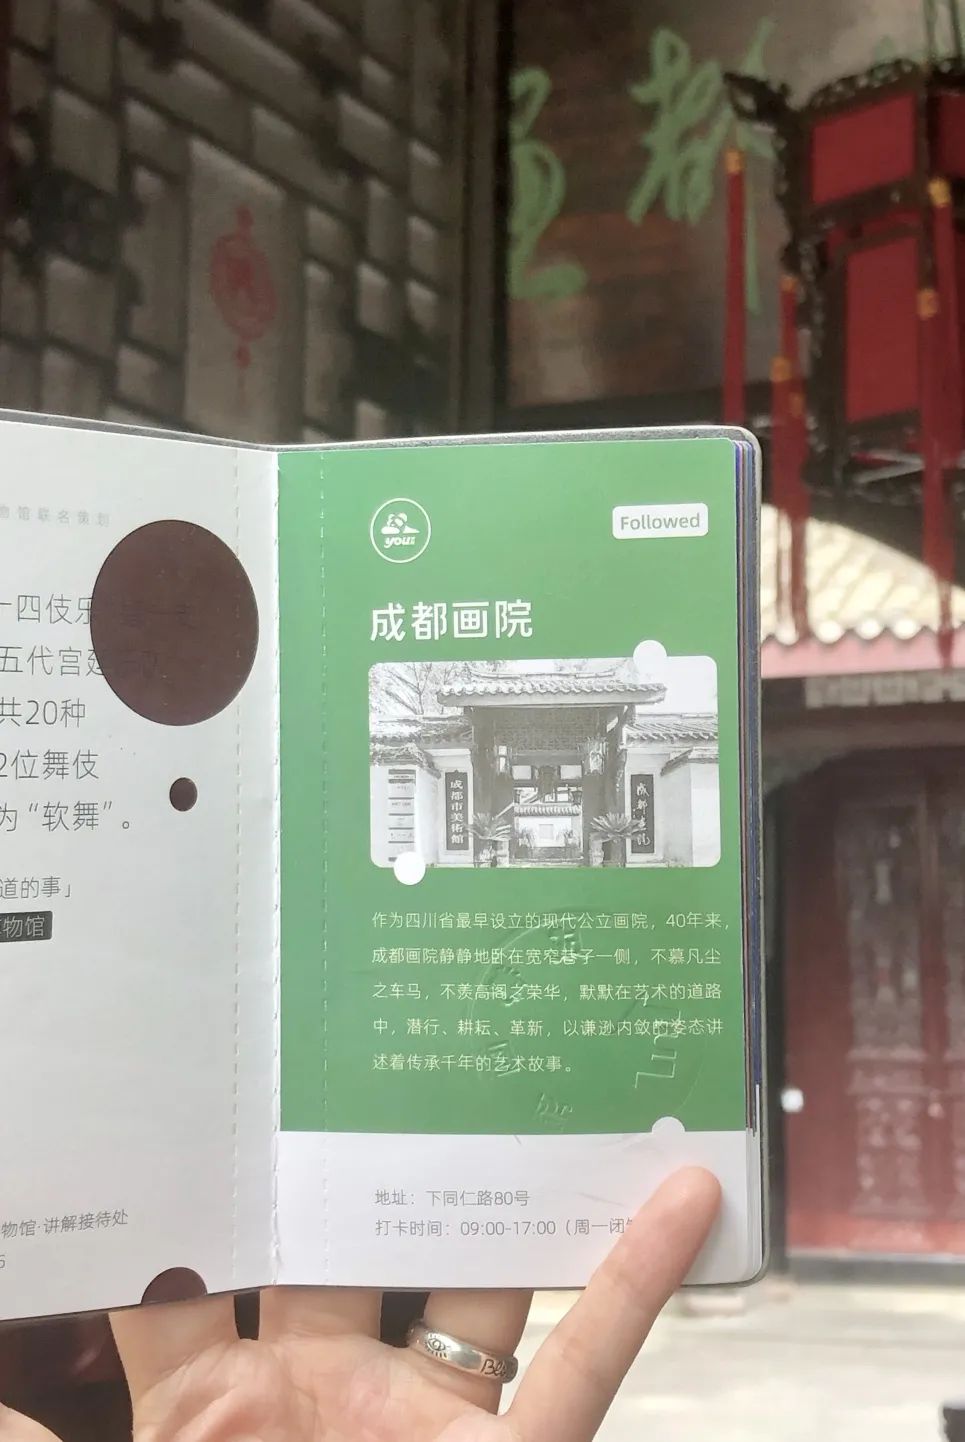 都
物馆联名策划
十四伎乐
五代宫廷
共20种
2位舞伎
为“软舞”。
道的事」
物馆
物馆·讲解接待处
you
Followed
成都画院
成都市美術館
成都画院
作为四川省最早设立的现代公立画院，40年来，
成都画院静静地卧在宽窄巷子一侧，不慕凡尘
之车马，不羡高阁之荣华，默默在艺术的道路
中，潜行、耕耘、革新，以谦逊内敛的姿态讲
述着传承千年的艺术故事。
地址：下同仁路80号
打卡时间：09:00-17:00（周一闭